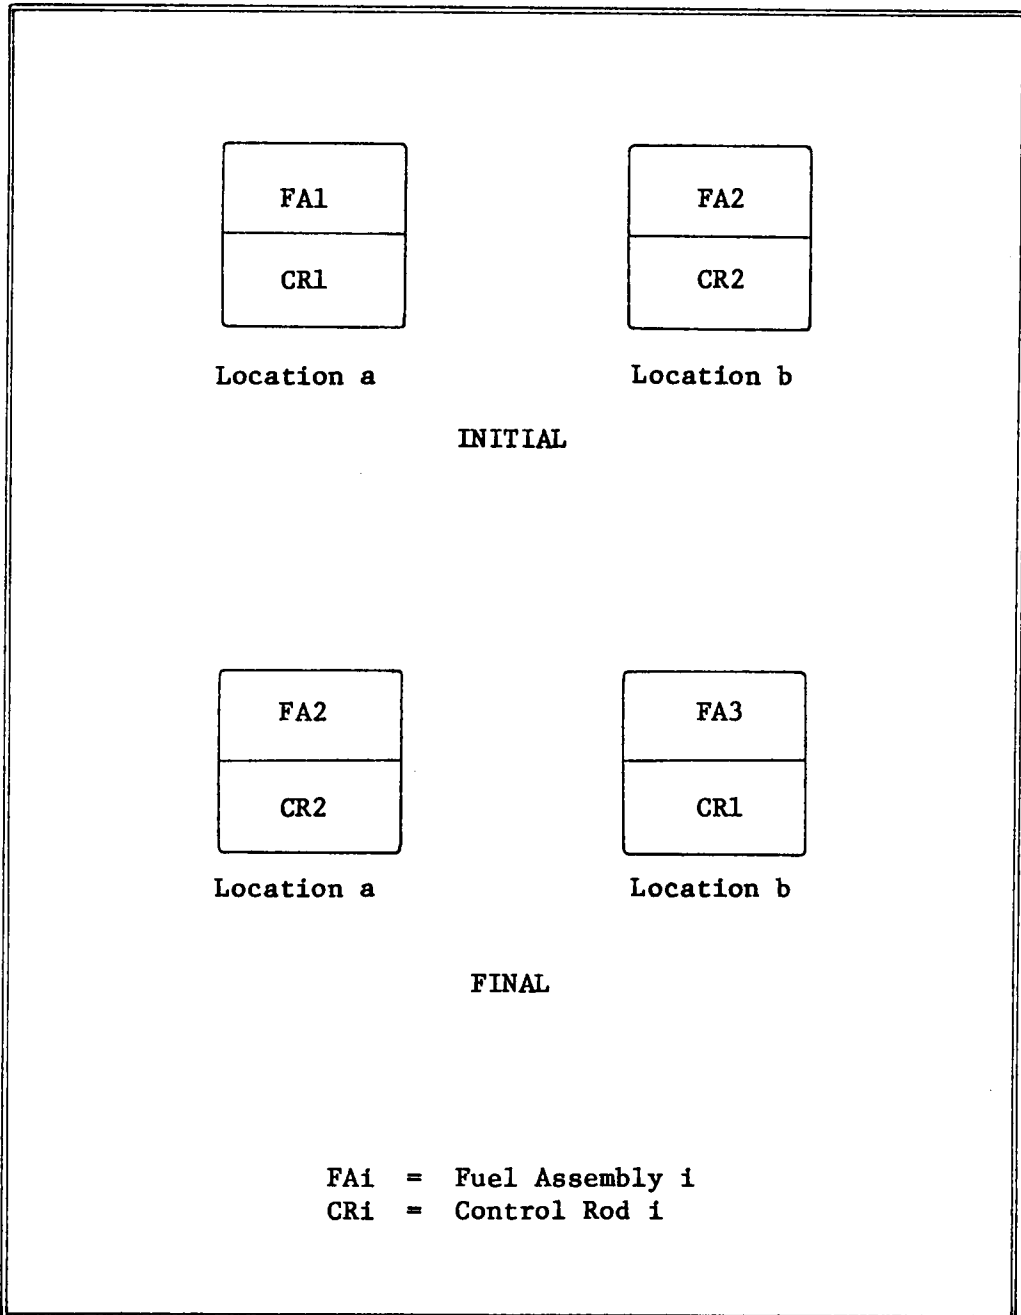 FA1
FA2
CR1
CR2
Location a
Location b
INITIAL
FA2
FA3
CR2
CR1
Location a
Location b
FINAL
FAi = Fuel Assembly i
CRi = Control Rod i